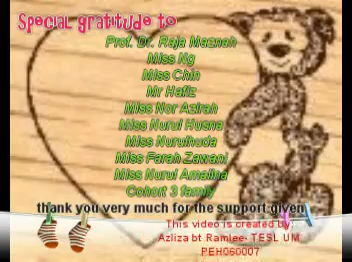 Special gratitude to
Prof. Dr. Raja Maznah
Miss Ng
Miss Chin
Mr Hafiz
Miss Nor Azirah
Miss Nurul Husna
Miss Nurulhuda
Miss Farah Zawani
Miss Nurul Amalina
Cohort 3 family
thank you very much for the support given
This video is created by:
Azliza bt Ramlee- TESL UM
PEH060007